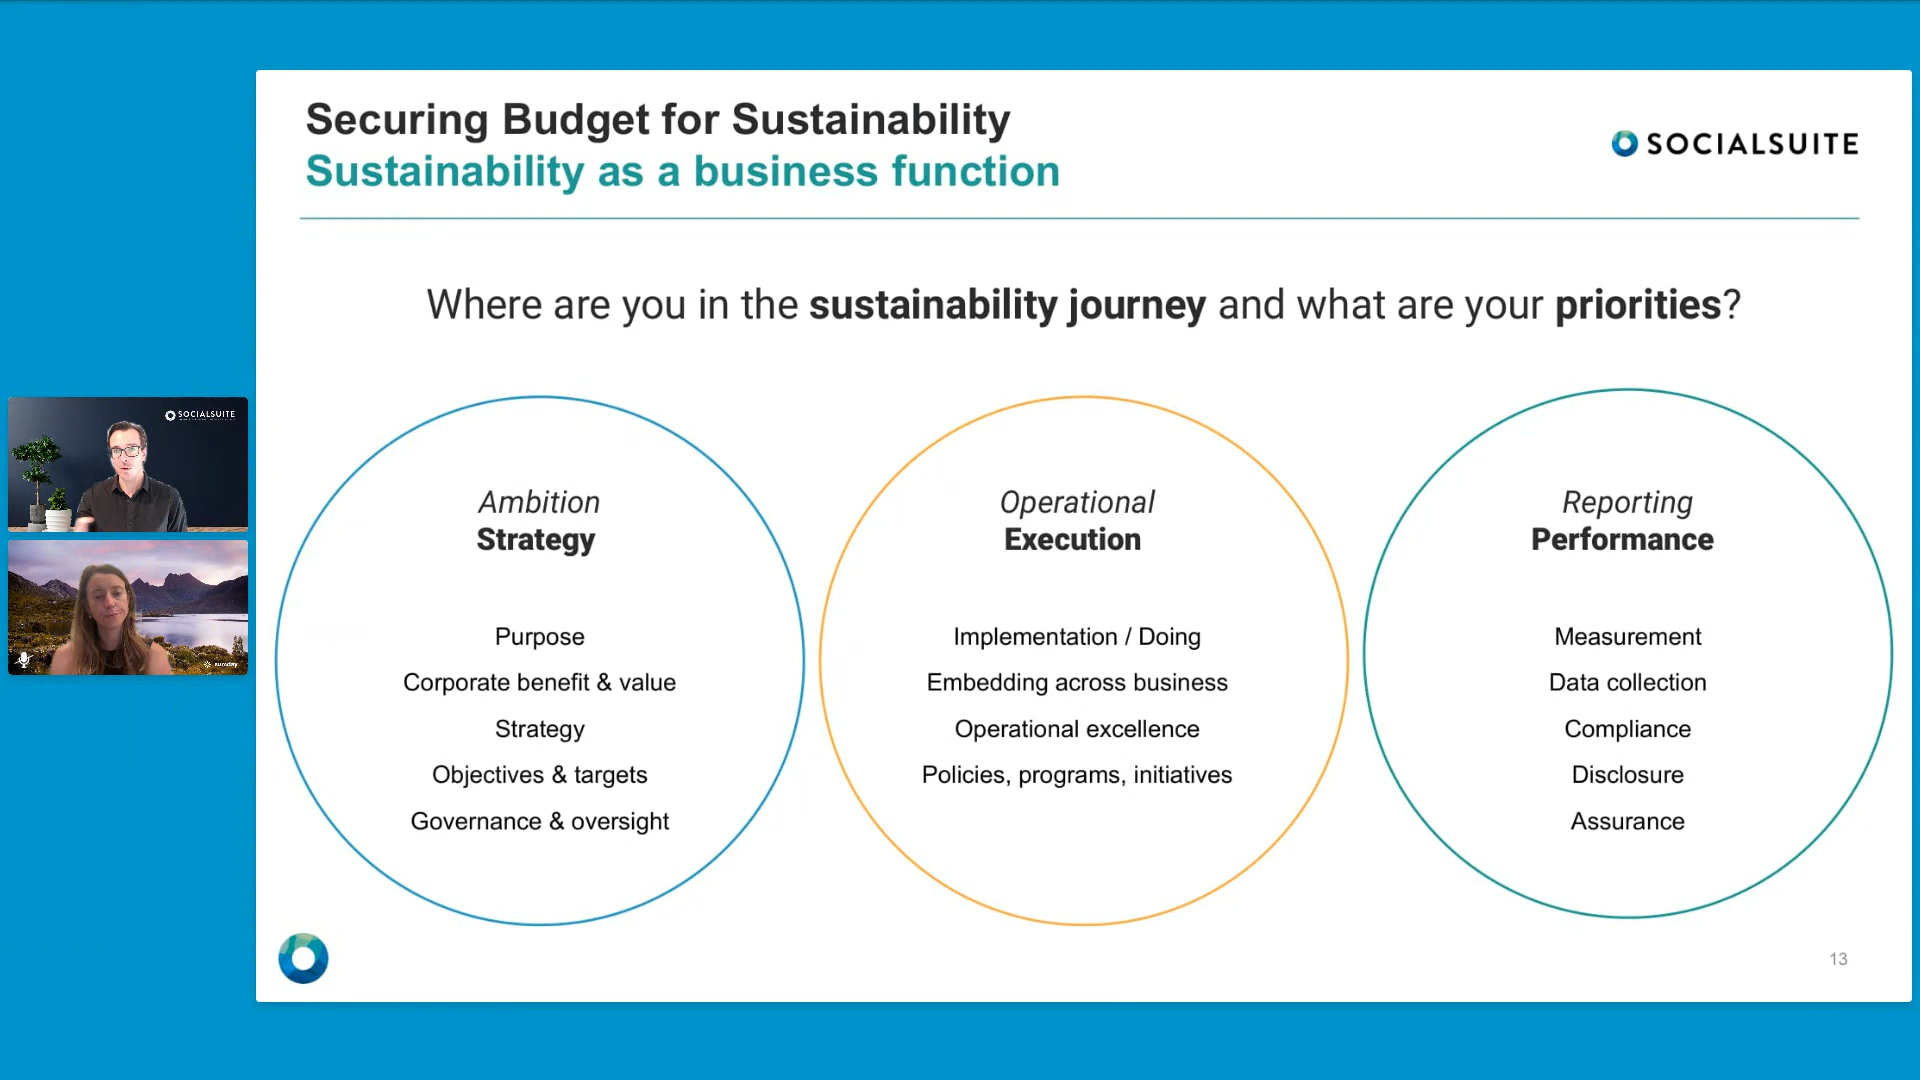 Securing Budget for Sustainability
Sustainability as a business function
SOCIALSUITE
Where are you in the sustainability journey and what are your priorities?
Ambition
Strategy
Purpose
Corporate benefit & value
Strategy
Objectives & targets
Governance & oversight
Operational
Execution
Implementation / Doing
Embedding across business
Operational excellence
Policies, programs, initiatives
Reporting
Performance
Measurement
Data collection
Compliance
Disclosure
Assurance
13
SOCIALSUITE
sumday